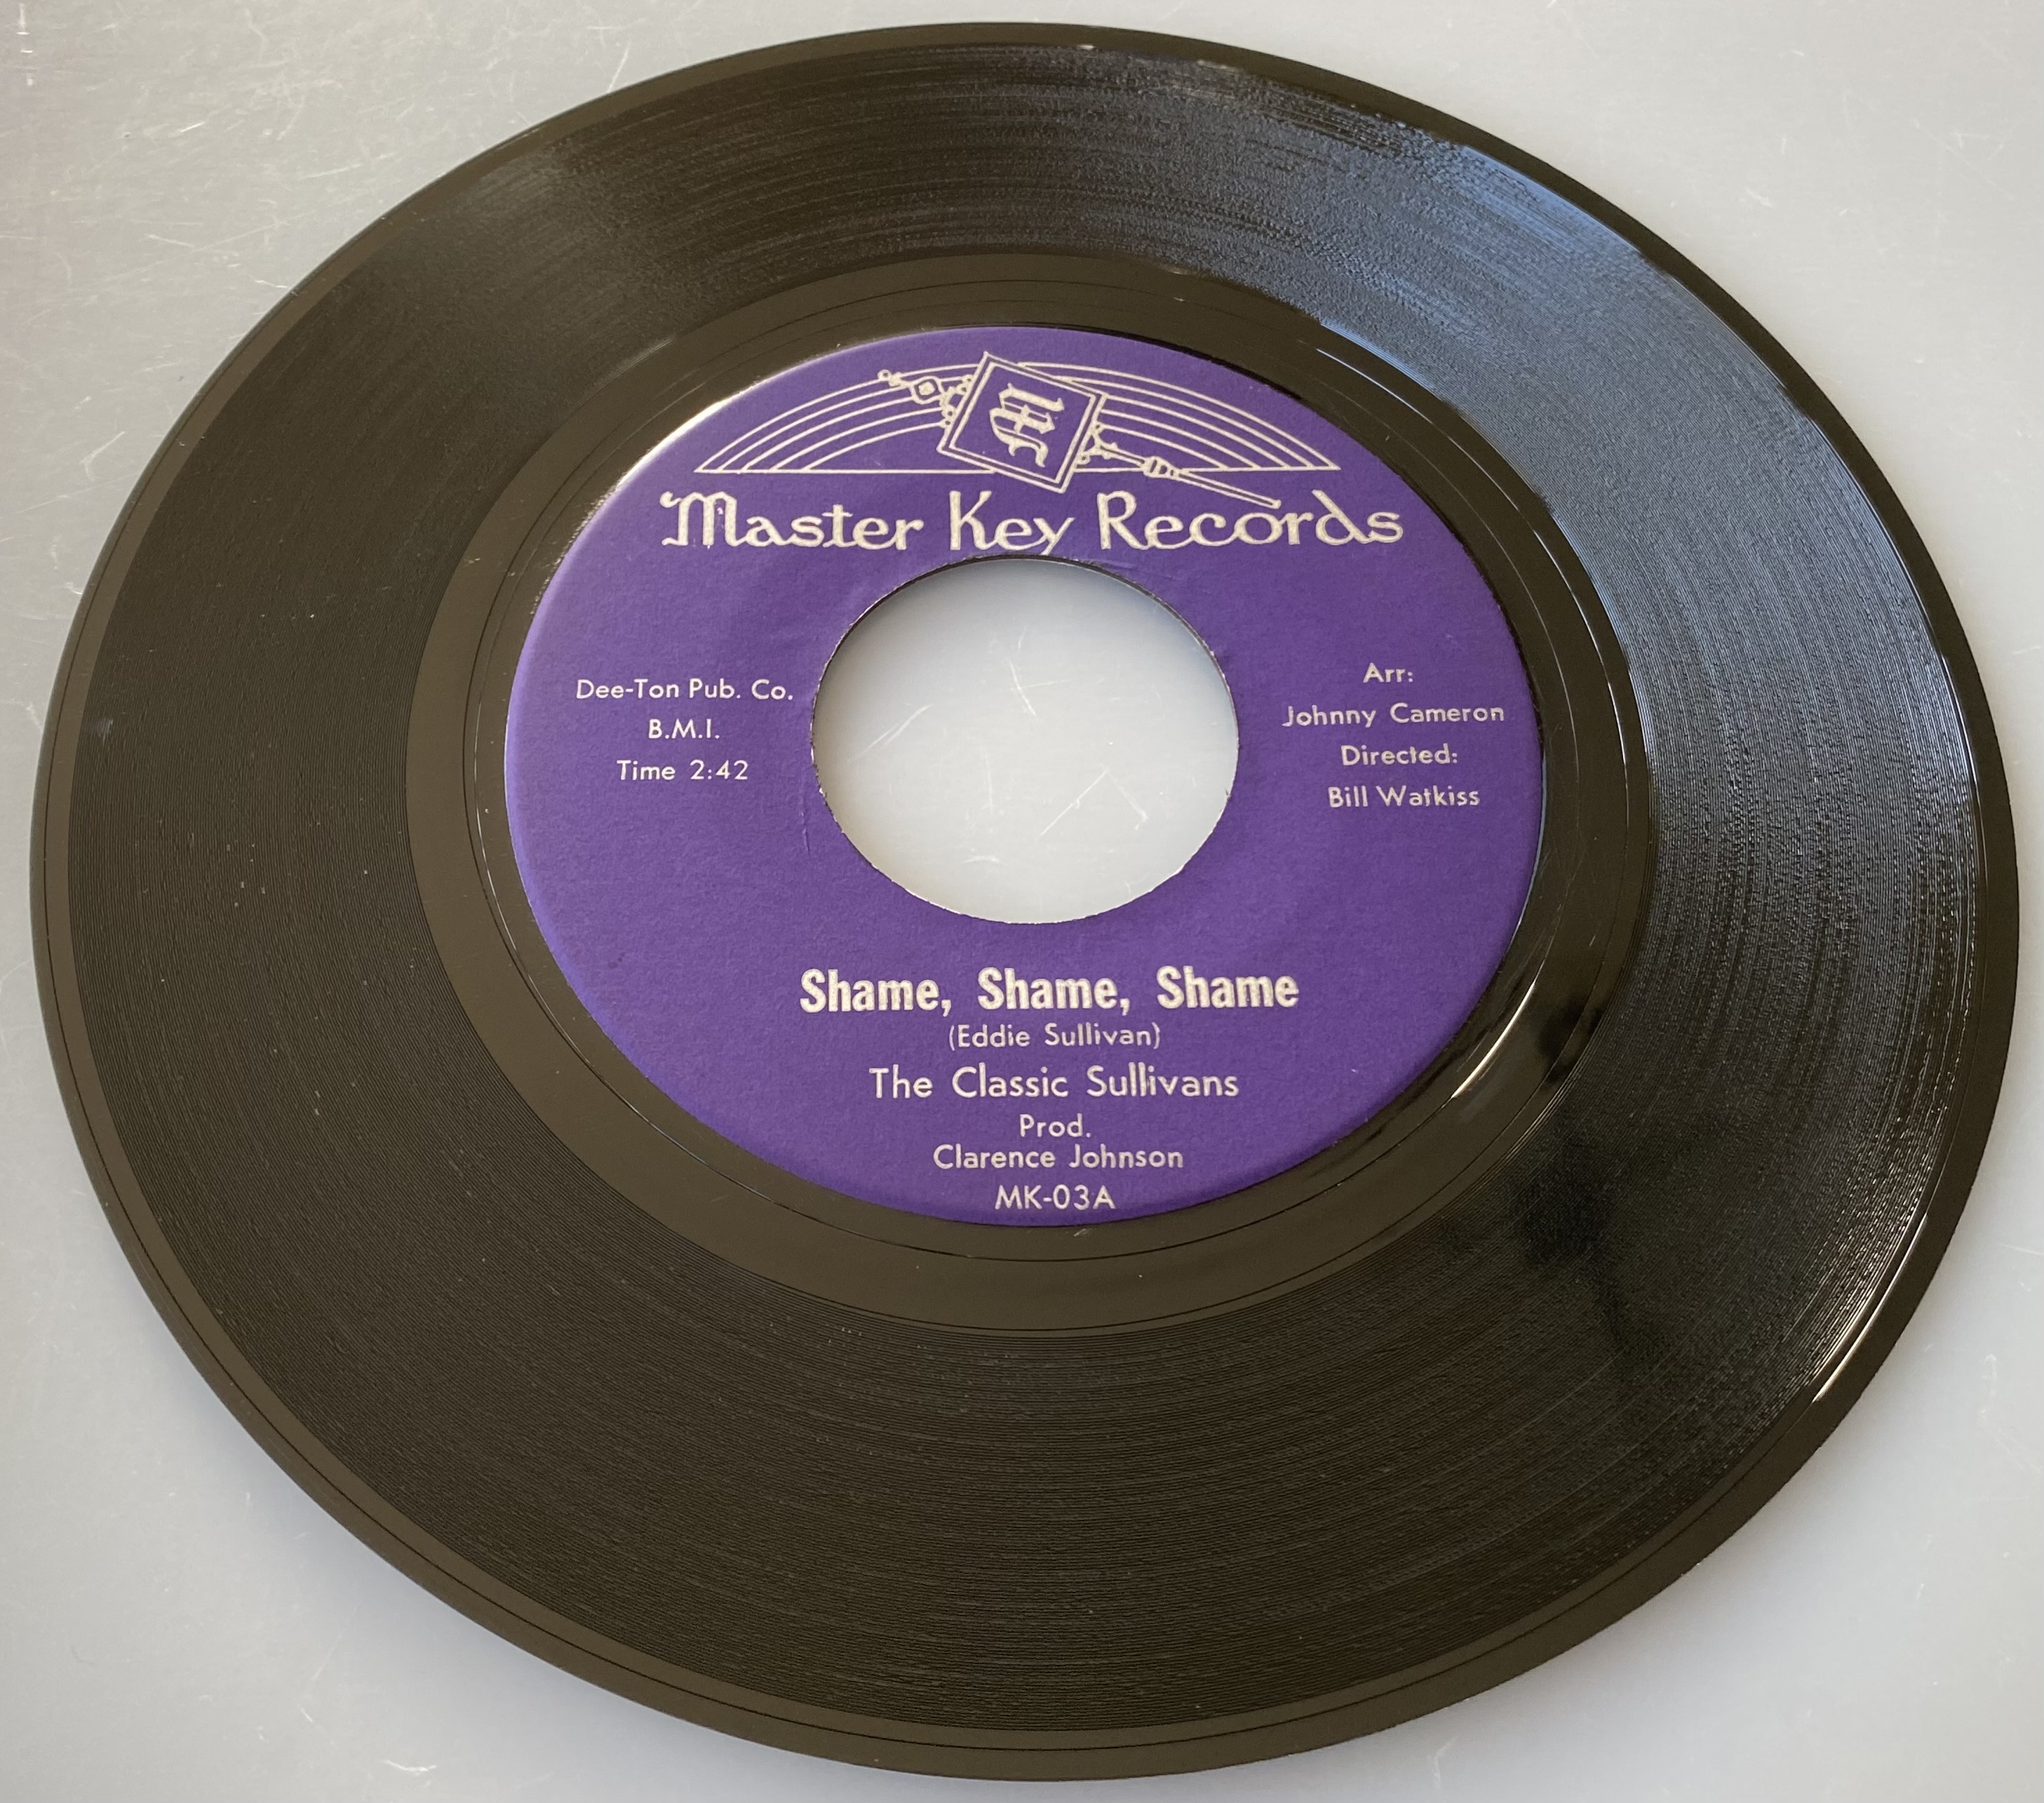 M
Master Key Records
Dee-Ton Pub. Co.
B.M.I.
Time 2:42
Arr:
Johnny Cameron
Directed:
Bill Watkiss
Shame, Shame, Shame
(Eddie Sullivan)
The Classic Sullivans
Prod.
Clarence Johnson
MK-03A